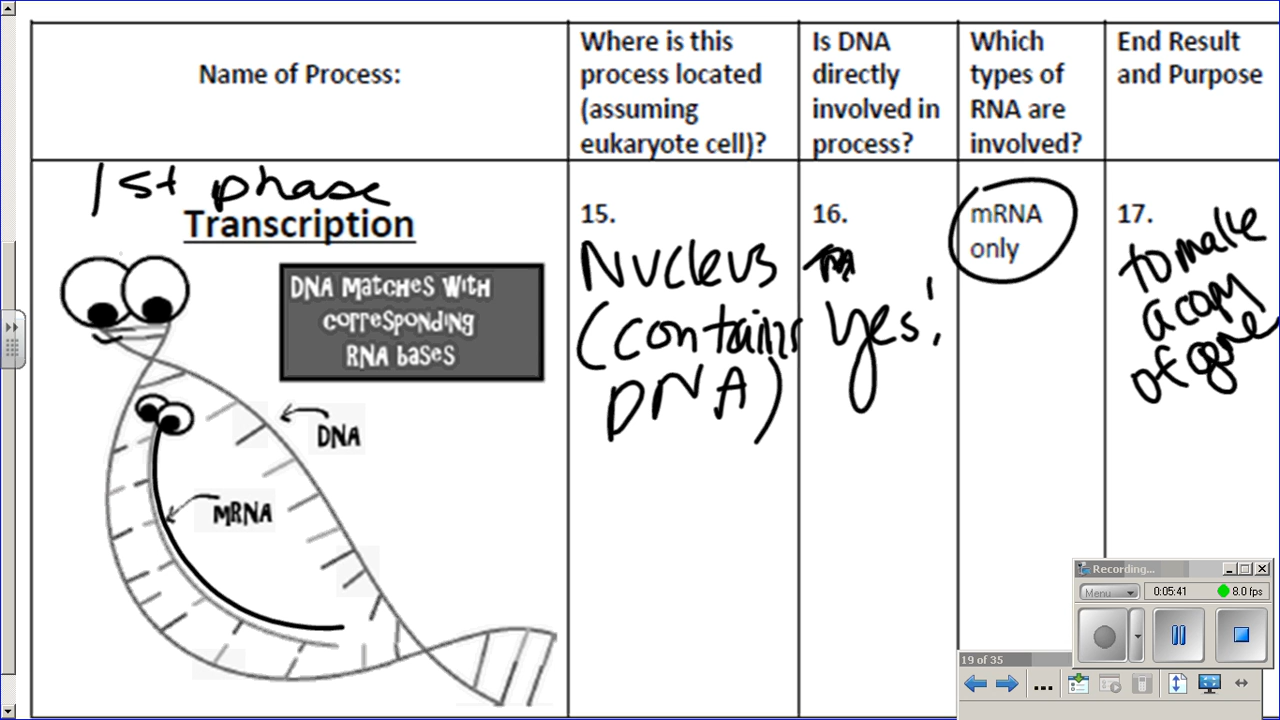 Name of Process:
Where is this
process located
(assuming
eukaryote cell)?
Is DNA
directly
involved in
process?
Which
types of
RNA are
involved?
End Result
and Purpose
1st phase
Transcription
DNA MatcHes WitH
corresponding
RNA bases
DNA
MRNA
15.
Nucleus
(contains
DNA)
16.
yes!
mRNA
only
17.
to make
a copy
of gene
Recording...
Menu
0:05:41
8.0 fps
19 of 35
...